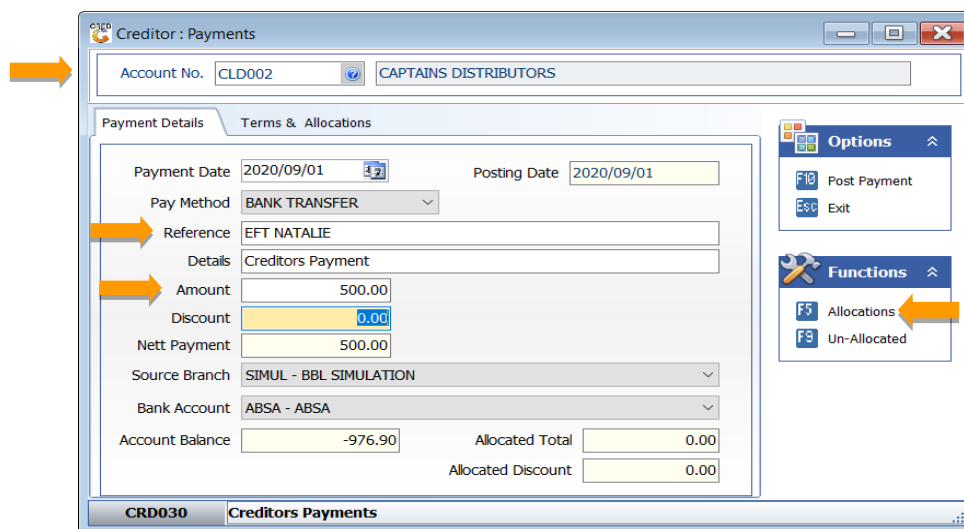 Creditor : Payments
Account No. CLD002 CAPTAINS DISTRIBUTORS
Payment Details Terms & Allocations
Payment Date 2020/09/01 Posting Date 2020/09/01
Pay Method BANK TRANSFER
Reference EFT NATALIE
Details Creditors Payment
Amount 500.00
Discount 0.00
Nett Payment 500.00
Source Branch SIMUL - BBL SIMULATION
Bank Account ABSA - ABSA
Account Balance -976.90 Allocated Total 0.00
Allocated Discount 0.00
Options
F10 Post Payment
Esc Exit
Functions
F5 Allocations
F9 Un-Allocated
CRD030 Creditors Payments